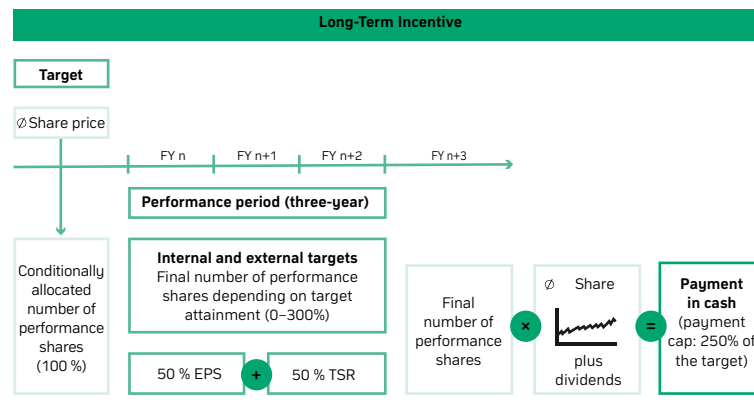 Long-Term Incentive
Target
∅ Share price
FY n
FY n+1
FY n+2
FY n+3
Performance period (three-year)
Conditionally
allocated
number of
performance
shares
(100 %)
Internal and external targets
Final number of performance
shares depending on target
attainment (0–300%)
50 % EPS
+
50 % TSR
Final
number of
performance
shares
×
∅ Share
plus
dividends
=
Payment
in cash
(payment
cap: 250% of
the target)